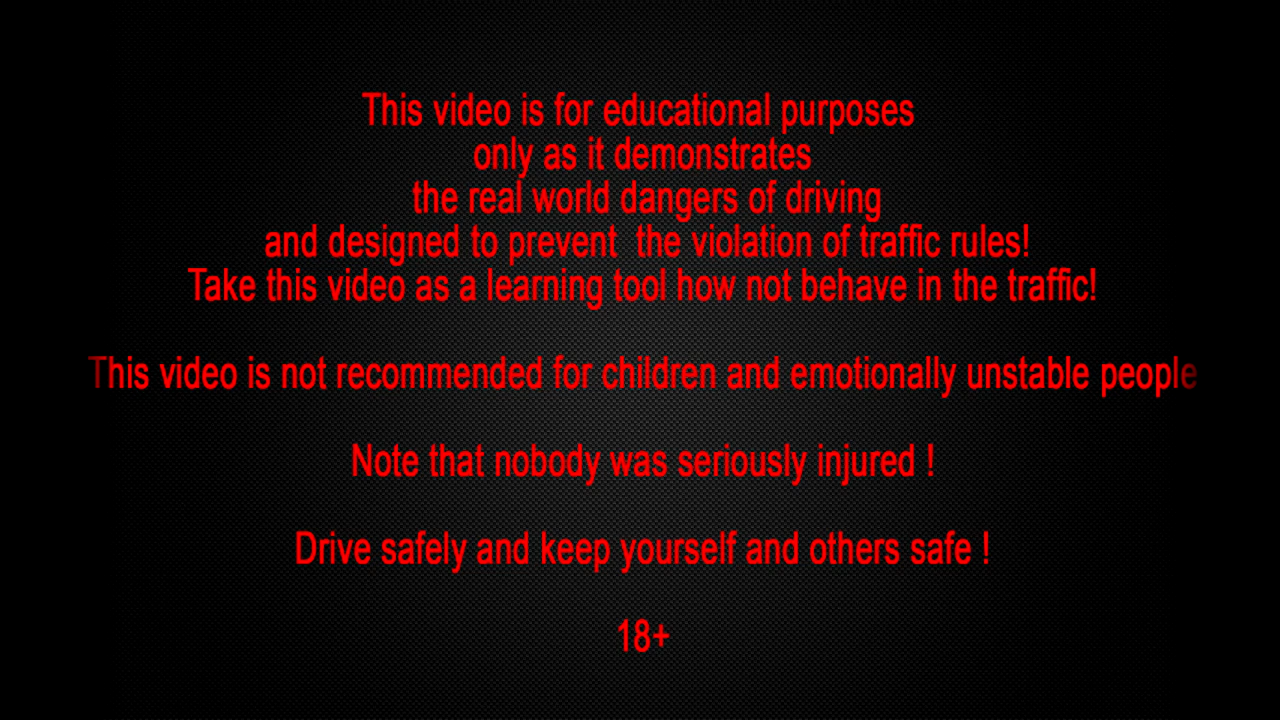 This video is for educational purposes
only as it demonstrates
the real world dangers of driving
and designed to prevent  the violation of traffic rules!
Take this video as a learning tool how not behave in the traffic!
This video is not recommended for children and emotionally unstable people
Note that nobody was seriously injured !
Drive safely and keep yourself and others safe !
18+